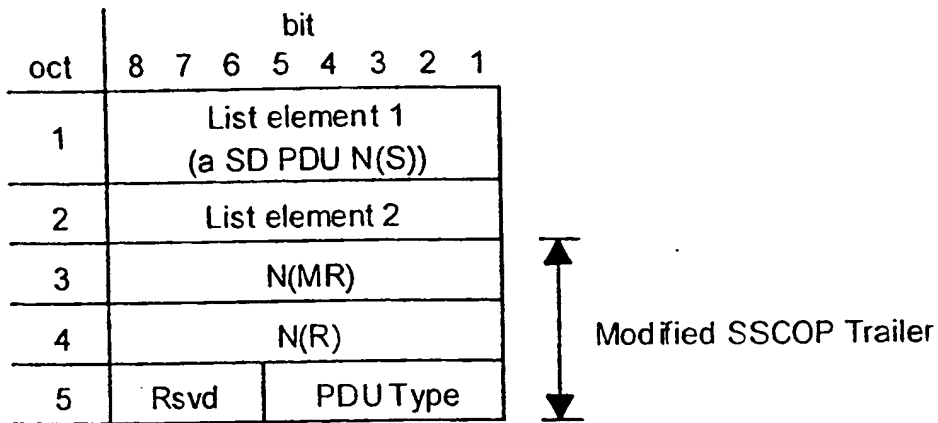 bit
oct 8 7 6 5 4 3 2 1
1 List element 1
(a SD PDU N(S))
2 List element 2
3 N(MR)
4 N(R) Modified SSCOP Trailer
5 Rsvd PDU Type